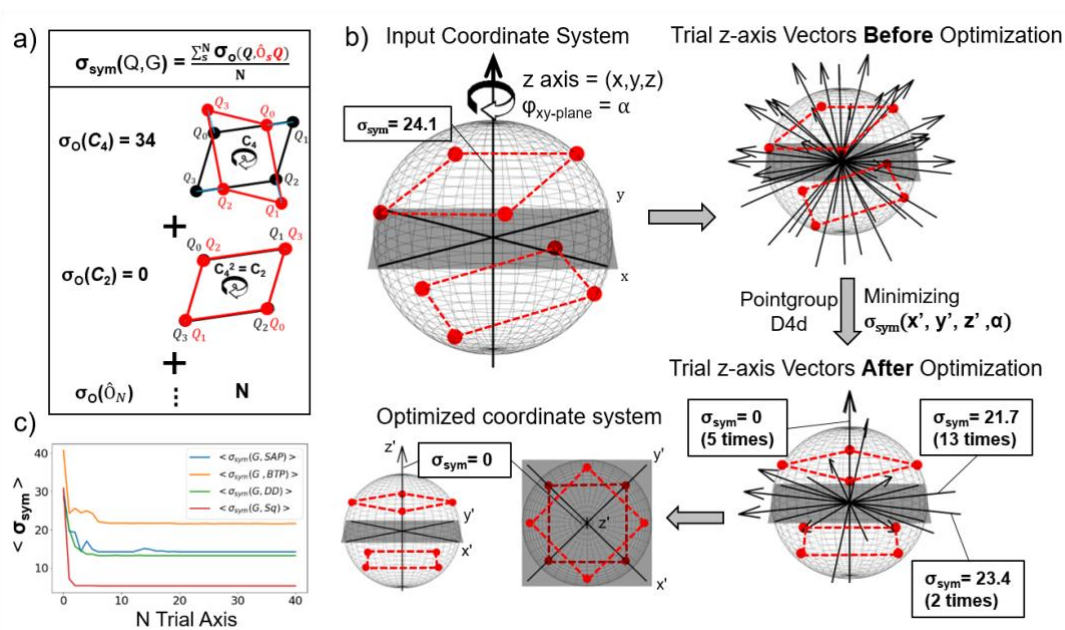 a)
σsym(Q,G) = ∑sN σO(Q,ÔsQ) / N
σO(C4) = 34
Q3
Q0
Q0
Q1
C4
Q3
Q2
Q2
Q1
+
Q0 Q2
Q1 Q3
σO(C2) = 0
C4² = C2
Q3 Q1
Q2Q0
+
σO(ÔN) ⋮ N
b)
Input Coordinate System
z axis = (x,y,z)
φxy-plane = α
σsym = 24.1
y
x
Trial z-axis Vectors Before Optimization
Pointgroup
D4d
Minimizing
σsym(x’, y’, z’ ,α)
Trial z-axis Vectors After Optimization
σsym= 0
(5 times)
σsym= 21.7
(13 times)
σsym= 23.4
(2 times)
Optimized coordinate system
z'
σsym= 0
y'
x'
y'
z'
x'
c)
< σsym >
40
30
20
10
< σsym(G, SAP) >
< σsym(G, BTP) >
< σsym(G, DD) >
< σsym(G, Sq) >
0 10 20 30 40
N Trial Axis